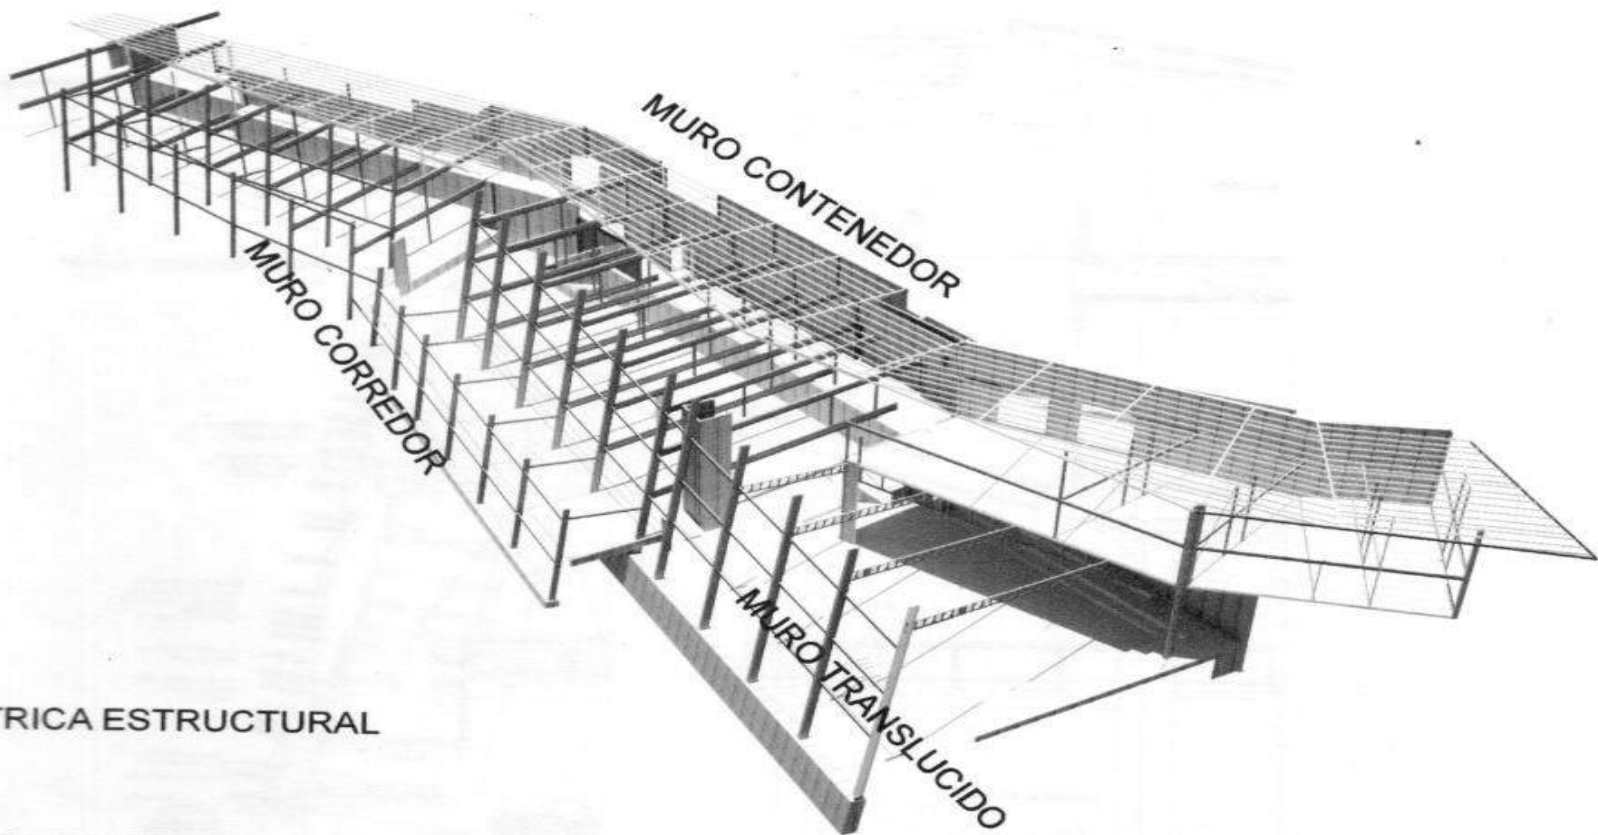 MURO CONTENEDOR
MURO CORREDOR
MURO TRANSLUCIDO
TRICA ESTRUCTURAL